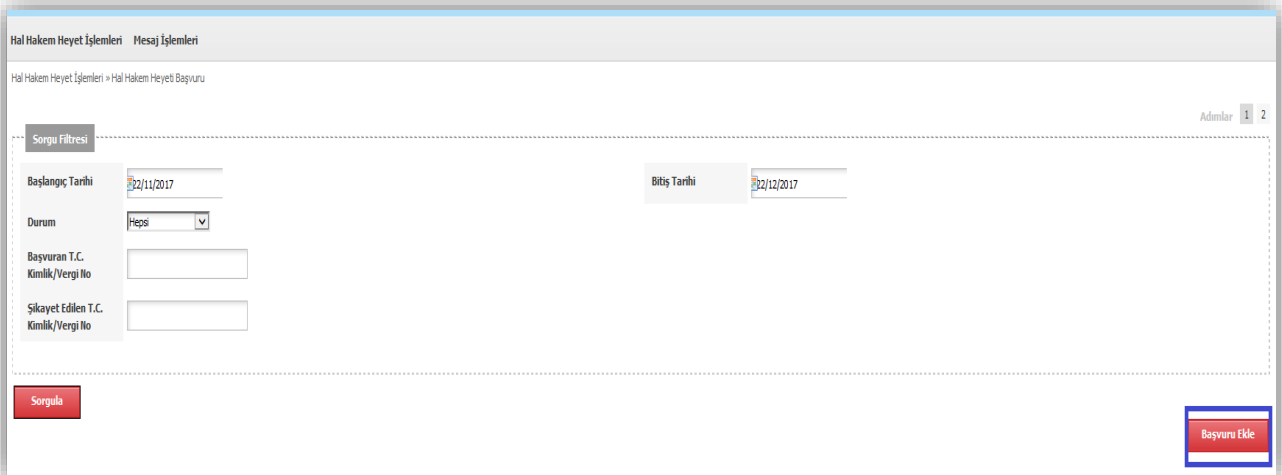 Hal Hakem Heyet İşlemleri Mesaj İşlemleri
Hal Hakem Heyet İşlemleri » Hal Hakem Heyeti Başvuru
Adımlar 1 2
Sorgu Filtresi
Başlangıç Tarihi 22/11/2017 Bitiş Tarihi 22/12/2017
Durum Hepsi
Başvuran T.C.
Kimlik/Vergi No
Şikayet Edilen T.C.
Kimlik/Vergi No
Sorgula
Başvuru Ekle